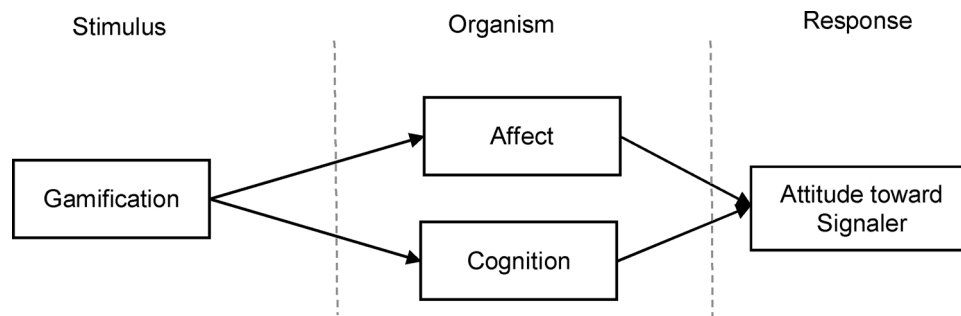 Stimulus
Organism
Response
Affect
Gamification
Attitude toward
Signaler
Cognition